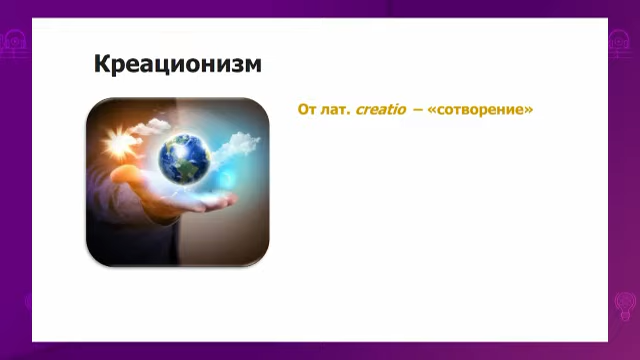 Креационизм
От лат. creatio – «сотворение»